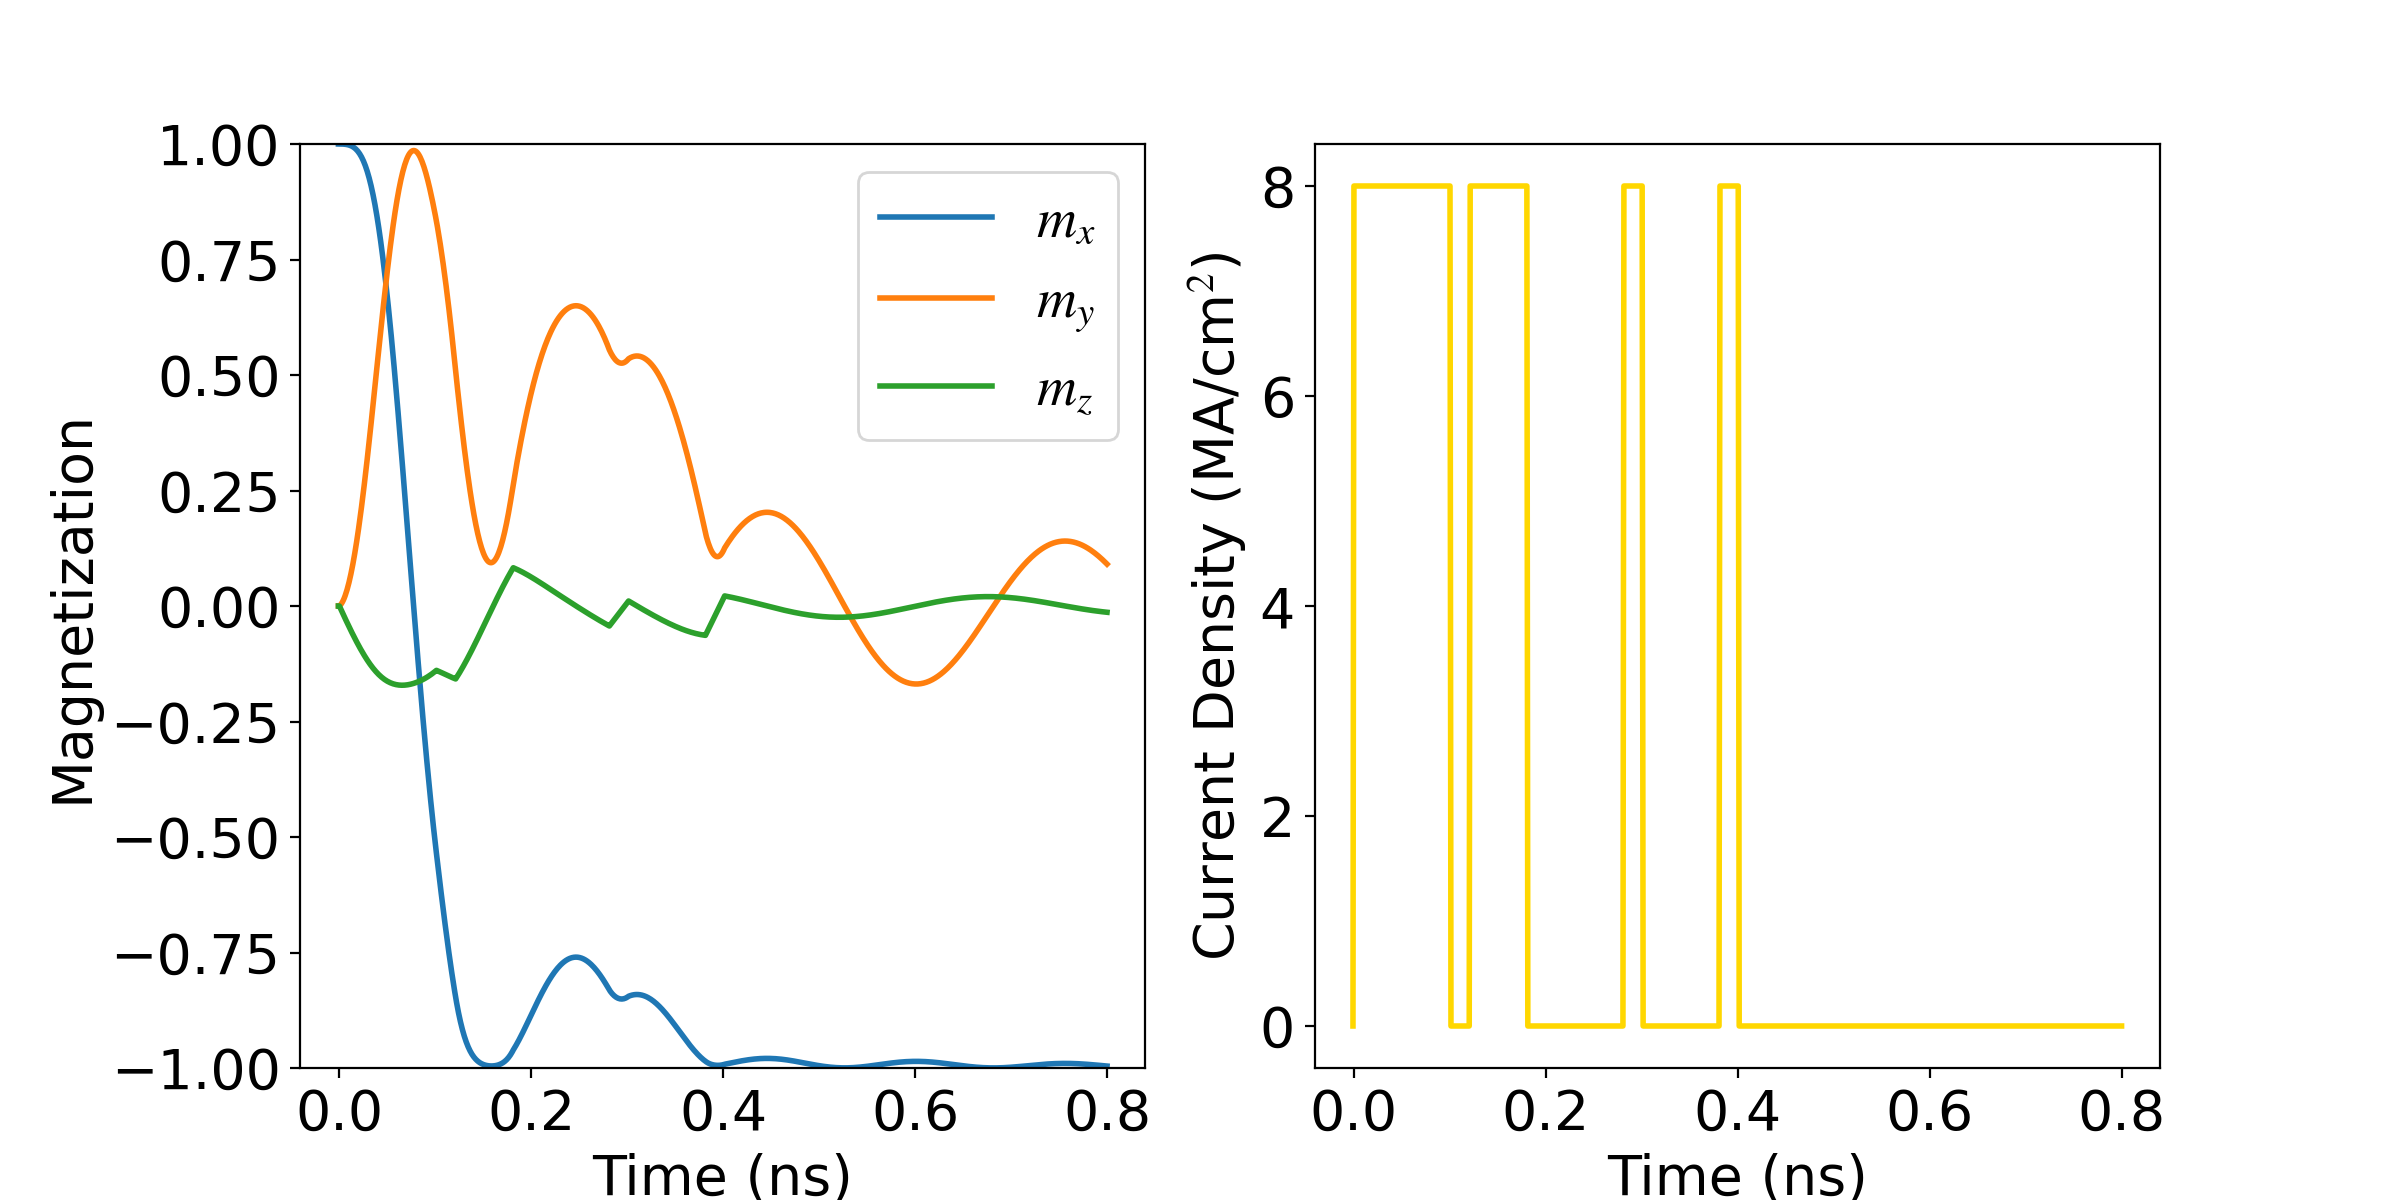 1.00
0.75
0.50
0.25
0.00
−0.25
−0.50
−0.75
−1.00
Magnetization
0.0 0.2 0.4 0.6 0.8
Time (ns)
m_x
m_y
m_z
8
6
4
2
0
Current Density (MA/cm²)
0.0 0.2 0.4 0.6 0.8
Time (ns)